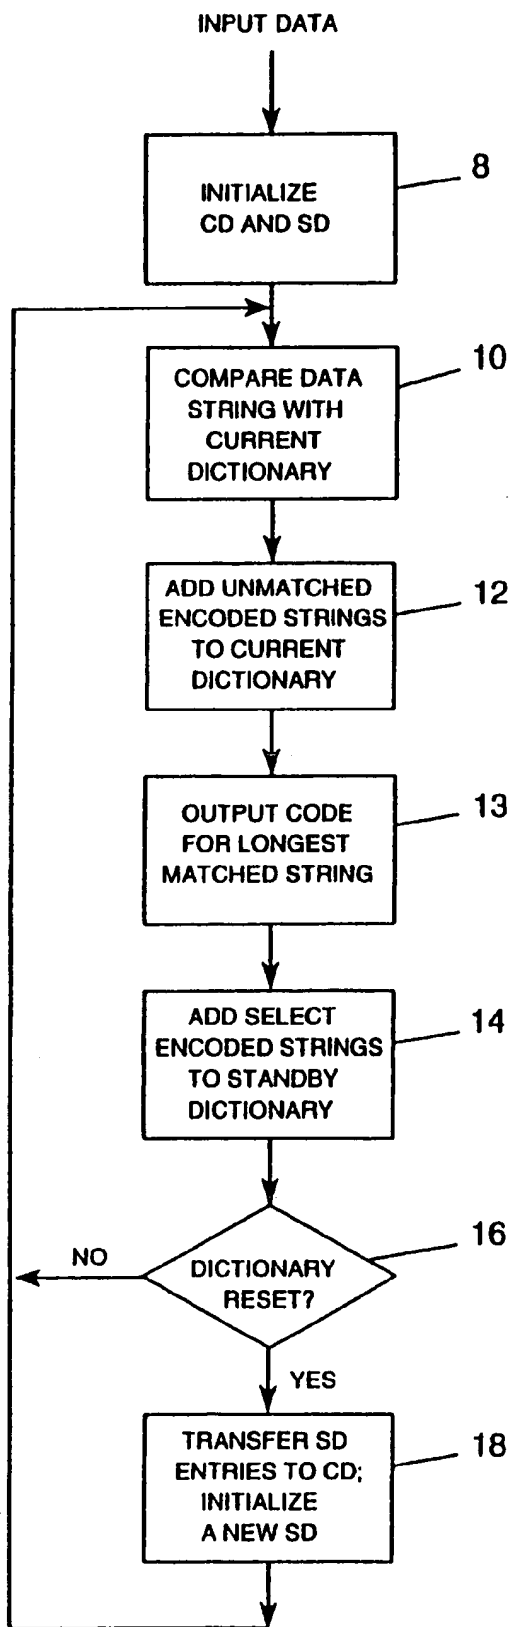 INPUT DATA
8
INITIALIZE
CD AND SD
10
COMPARE DATA
STRING WITH
CURRENT
DICTIONARY
12
ADD UNMATCHED
ENCODED STRINGS
TO CURRENT
DICTIONARY
13
OUTPUT CODE
FOR LONGEST
MATCHED STRING
14
ADD SELECT
ENCODED STRINGS
TO STANDBY
DICTIONARY
16
NO
DICTIONARY
RESET?
YES
18
TRANSFER SD
ENTRIES TO CD;
INITIALIZE
A NEW SD